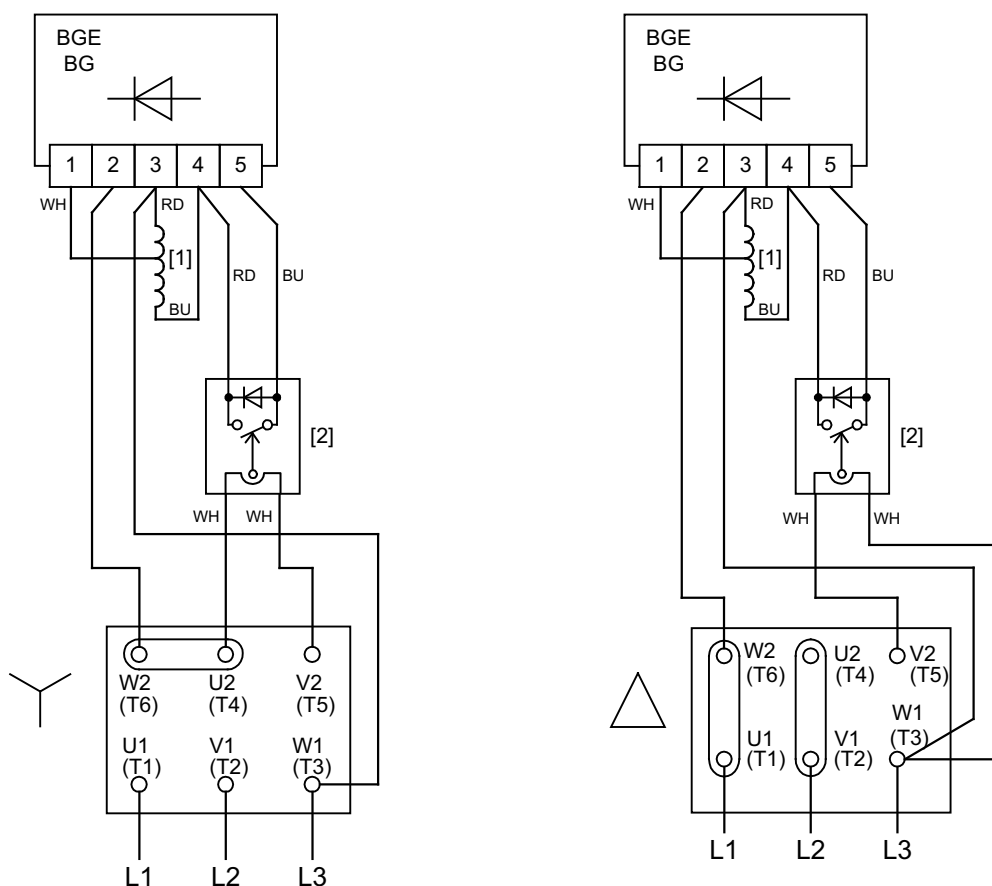 BGE
BG
1 2 3 4 5
WH
RD
[1]
BU
RD
BU
[2]
WH WH
W2
(T6)
U2
(T4)
V2
(T5)
U1
(T1)
V1
(T2)
W1
(T3)
L1 L2 L3
BGE
BG
1 2 3 4 5
WH
RD
[1]
BU
RD
BU
[2]
WH WH
W2
(T6)
U2
(T4)
V2
(T5)
U1
(T1)
V1
(T2)
W1
(T3)
L1 L2 L3